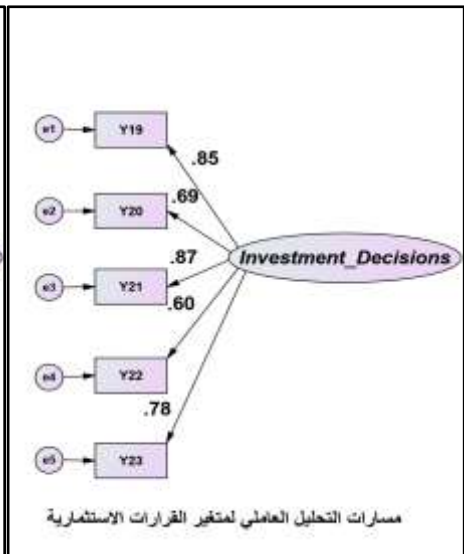 e1 Y19
.85
e2 Y20
.69
Investment_Decisions
.87
e3 Y21
.60
e4 Y22
.78
e5 Y23
مسارات التحليل العاملي لمتغير القرارات الاستثمارية